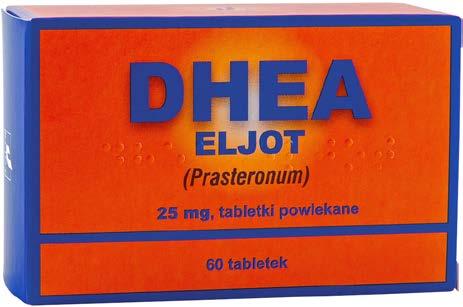 DHEA
ELJOT
(Prasteronum)
25 mg, tabletki powlekane
60 tabletek